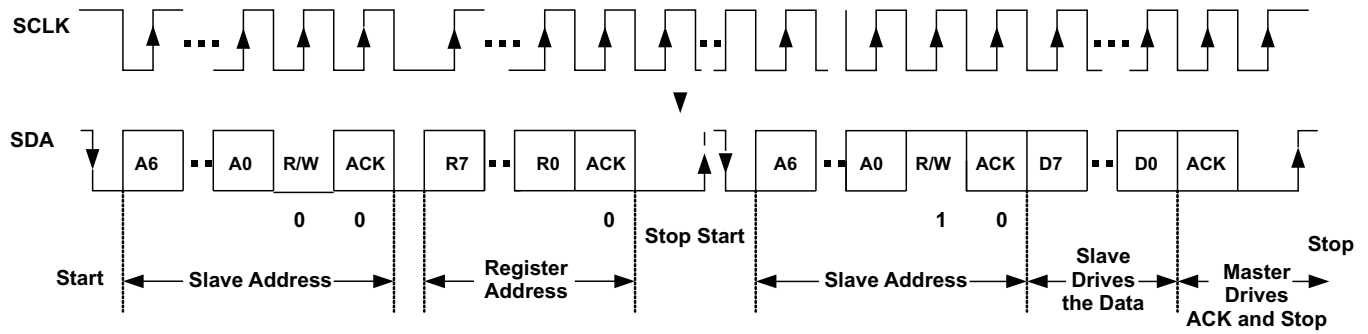 SCLK
SDA
A6 A0 R/W ACK R7 R0 ACK A6 A0 R/W ACK D7 D0 ACK
0 0 0 1 0
Stop Start
Stop
Start
Slave Address
Register
Address
Slave Address
Slave
Drives
the Data
Master
Drives
ACK and Stop